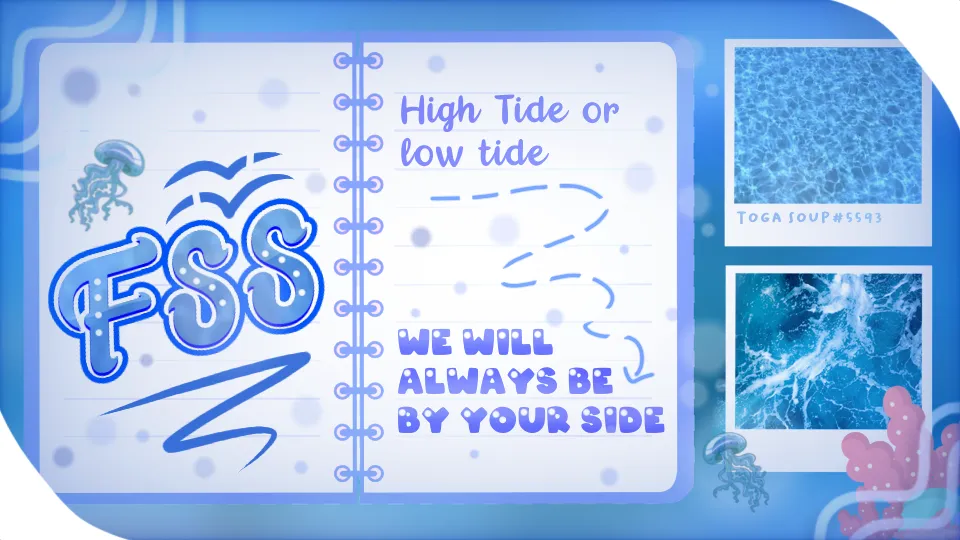 FSS
High Tide or
low tide
WE WILL
ALWAYS BE
BY YOUR SIDE
TOGA SOUP#5593